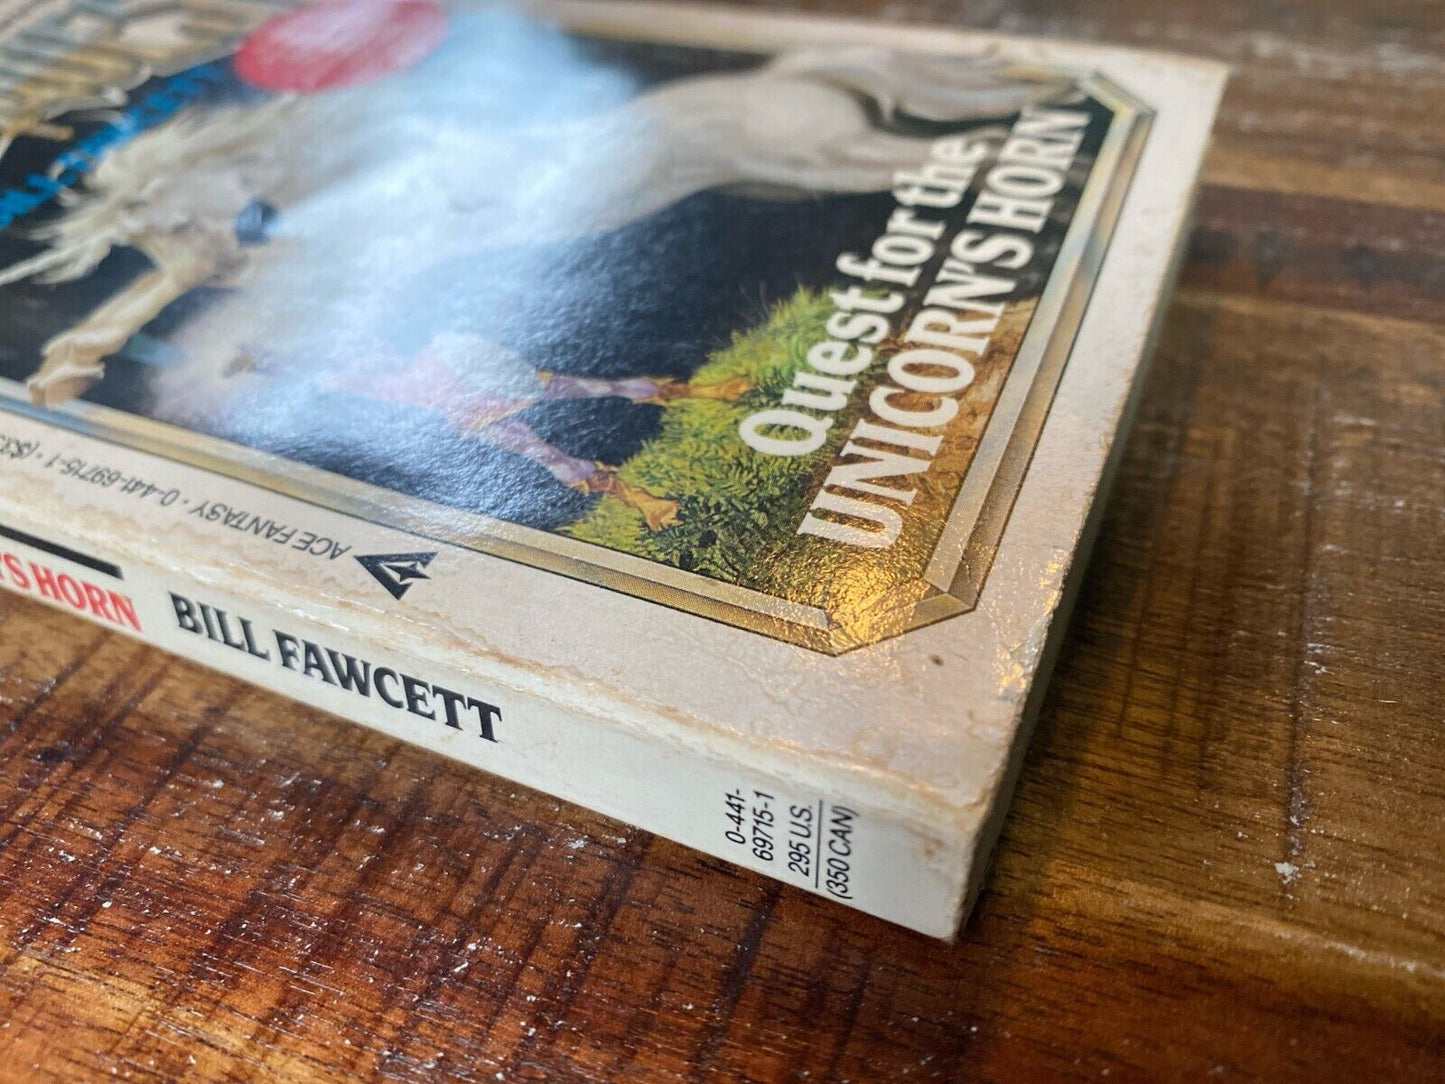 Quest for the
UNICORN'S HORN
ACE FANTASY • 0-441-69715-1
'S HORN
BILL FAWCETT
0-441-
69715-1
295 U.S.
(350 CAN)